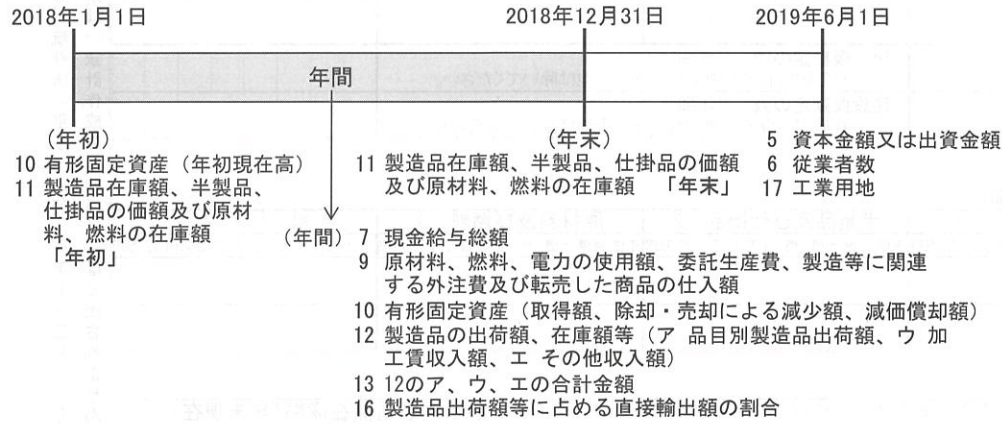 2018年1月1日
2018年12月31日
2019年6月1日
年間
(年初)
10 有形固定資産(年初現在高)
11 製造品在庫額、半製品、
仕掛品の価額及び原材
料、燃料の在庫額
「年初」
(年末)
11 製造品在庫額、半製品、仕掛品の価額
及び原材料、燃料の在庫額 「年末」
5 資本金額又は出資金額
6 従業者数
17 工業用地
(年間) 7 現金給与総額
9 原材料、燃料、電力の使用額、委託生産費、製造等に関連
する外注費及び転売した商品の仕入額
10 有形固定資産(取得額、除却・売却による減少額、減価償却額)
12 製造品の出荷額、在庫額等(ア 品目別製造品出荷額、ウ 加
工賃収入額、エ その他収入額)
13 12のア、ウ、エの合計金額
16 製造品出荷額等に占める直接輸出額の割合